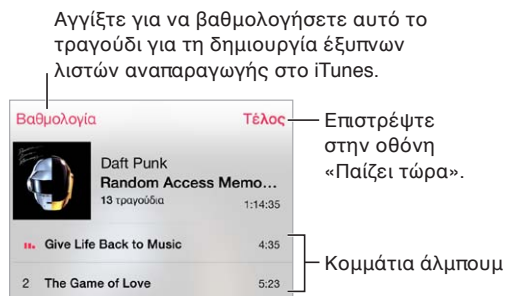 Αγγίξτε για να βαθμολογήσετε αυτό το
τραγούδι για τη δημιουργία έξυπνων
λιστών αναπαραγωγής στο iTunes.
Βαθμολογία
Τέλος
Επιστρέψτε
στην οθόνη
«Παίζει τώρα».
Daft Punk
Random Access Memo...
13 τραγούδια 1:14:35
Give Life Back to Music 4:35
2 The Game of Love 5:23
Κομμάτια άλμπουμ